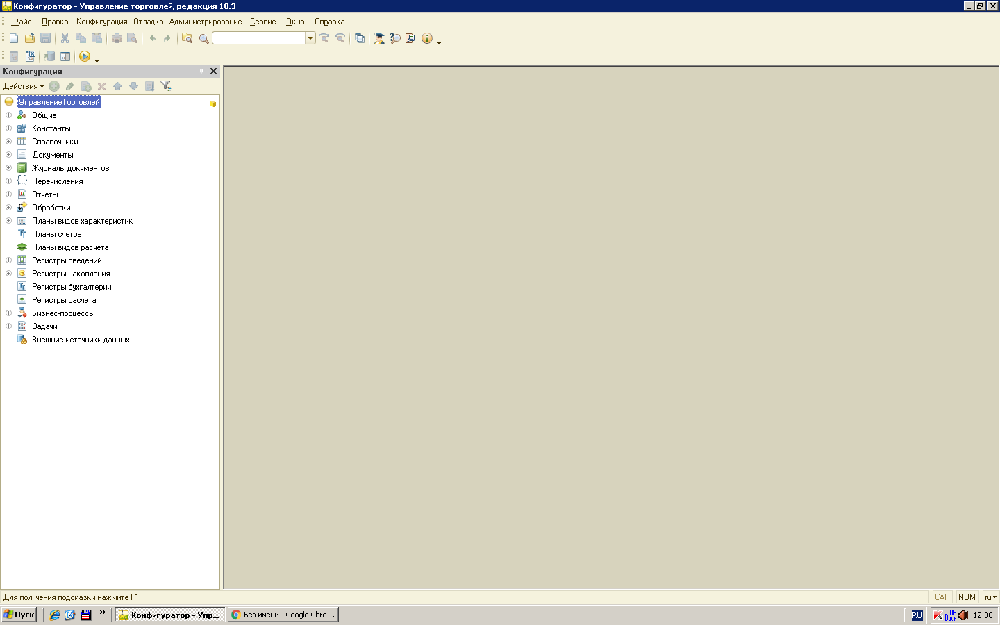 Конфигуратор - Управление торговлей, редакция 10.3
Файл Правка Конфигурация Отладка Администрирование Сервис Окна Справка
Конфигурация
Действия
УправлениеТорговлей
Общие
Константы
Справочники
Документы
Журналы документов
Перечисления
Отчеты
Обработки
Планы видов характеристик
Планы счетов
Планы видов расчета
Регистры сведений
Регистры накопления
Регистры бухгалтерии
Регистры расчета
Бизнес-процессы
Задачи
Внешние источники данных
Для получения подсказки нажмите F1
CAP NUM ru
Пуск
Конфигуратор - Упр...
Без имени - Google Chro...
RU
UP
Back
12:00